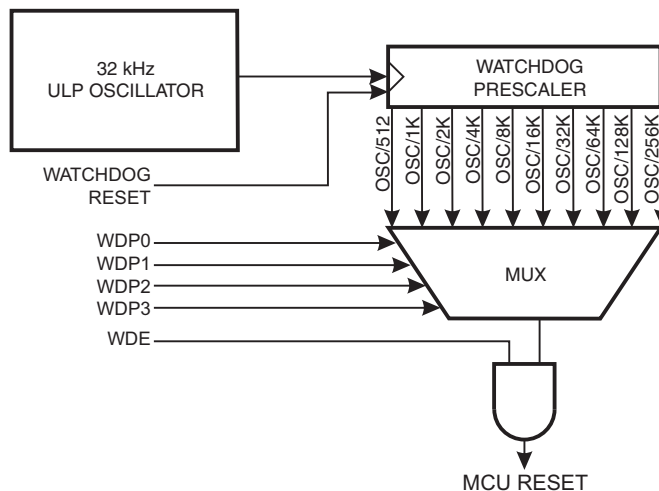 32 kHz
ULP OSCILLATOR
WATCHDOG
PRESCALER
OSC/512
OSC/1K
OSC/2K
OSC/4K
OSC/8K
OSC/16K
OSC/32K
OSC/64K
OSC/128K
OSC/256K
WATCHDOG
RESET
WDP0
WDP1
WDP2
WDP3
WDE
MUX
MCU RESET